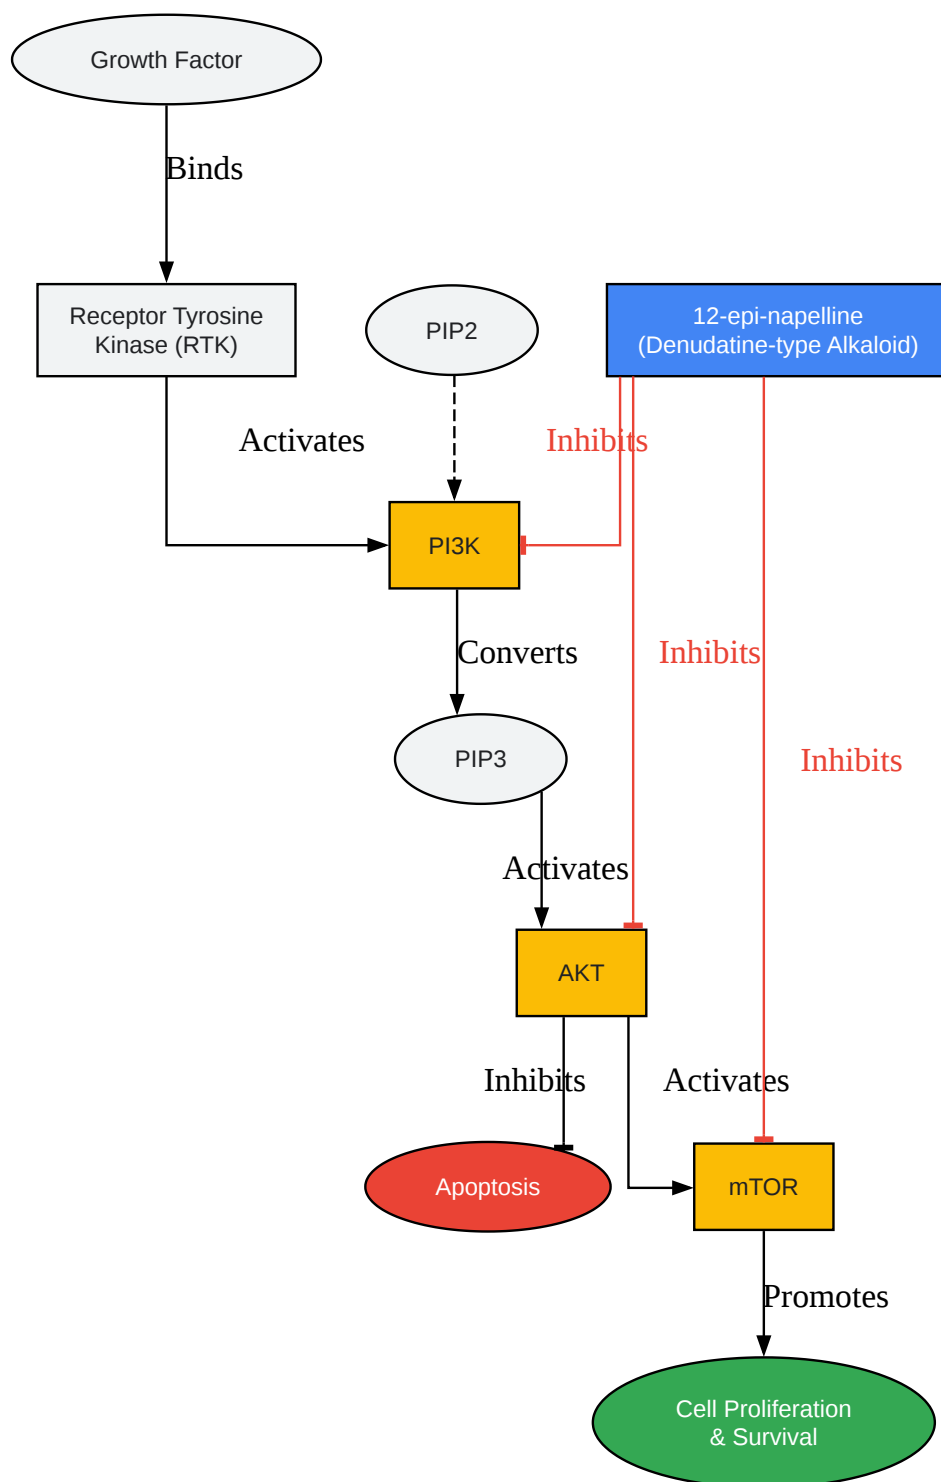 Growth Factor
Binds
Receptor Tyrosine
Kinase (RTK)
PIP2
12-epi-napelline
(Denudatine-type Alkaloid)
Activates
Inhibits
PI3K
Converts
Inhibits
PIP3
Inhibits
Activates
AKT
Inhibits
Activates
Apoptosis
mTOR
Promotes
Cell Proliferation
& Survival